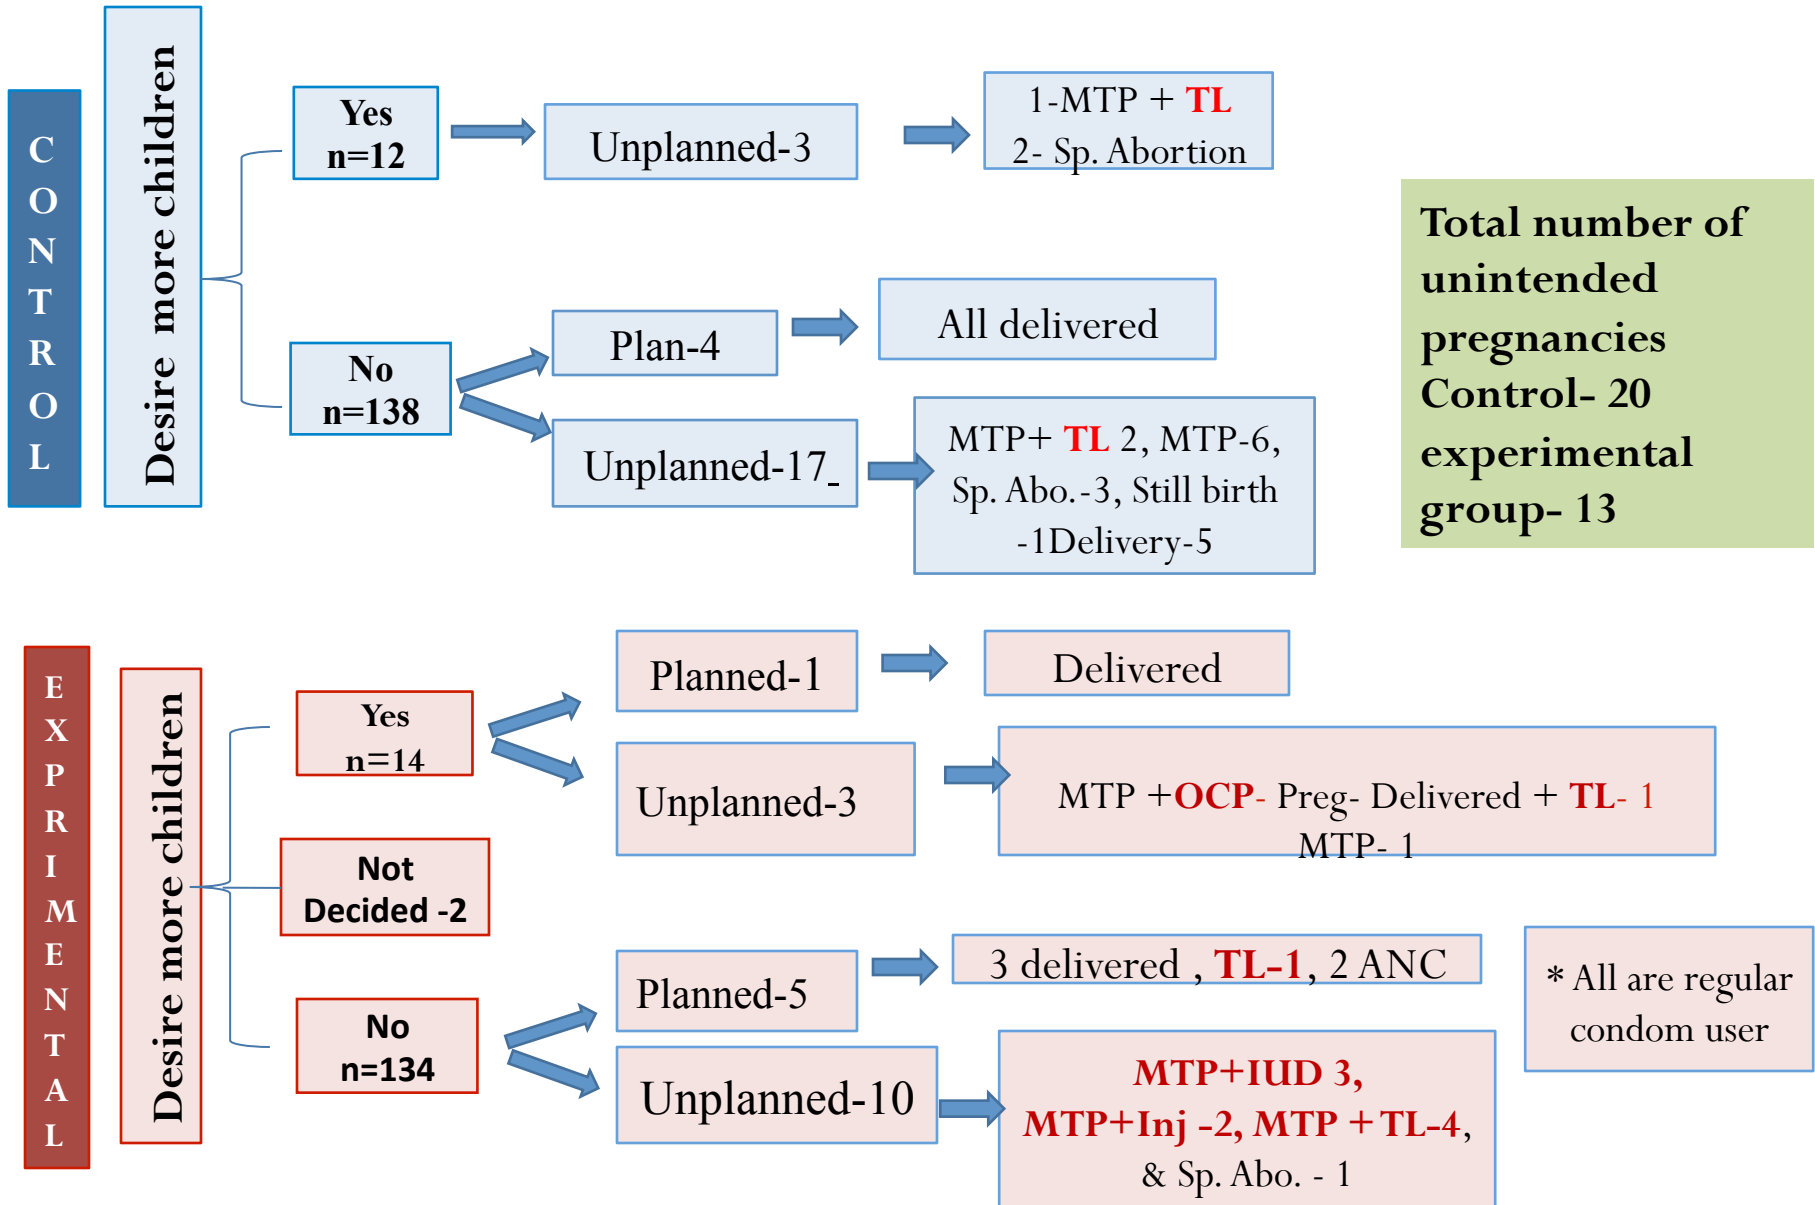 CONTROL
Desire more children
Yes
n=12
Unplanned-3
1-MTP + TL
2- Sp. Abortion
No
n=138
Plan-4
All delivered
Unplanned-17_
MTP+ TL 2, MTP-6,
Sp. Abo.-3, Still birth
-1Delivery-5
Total number of
unintended
pregnancies
Control- 20
experimental
group- 13
EXPRIMENTAL
Desire more children
Yes
n=14
Planned-1
Delivered
Unplanned-3
MTP +OCP- Preg- Delivered + TL- 1
MTP- 1
Not
Decided -2
No
n=134
Planned-5
3 delivered , TL-1, 2 ANC
Unplanned-10
MTP+IUD 3,
MTP+Inj -2, MTP + TL-4,
& Sp. Abo. - 1
* All are regular
condom user